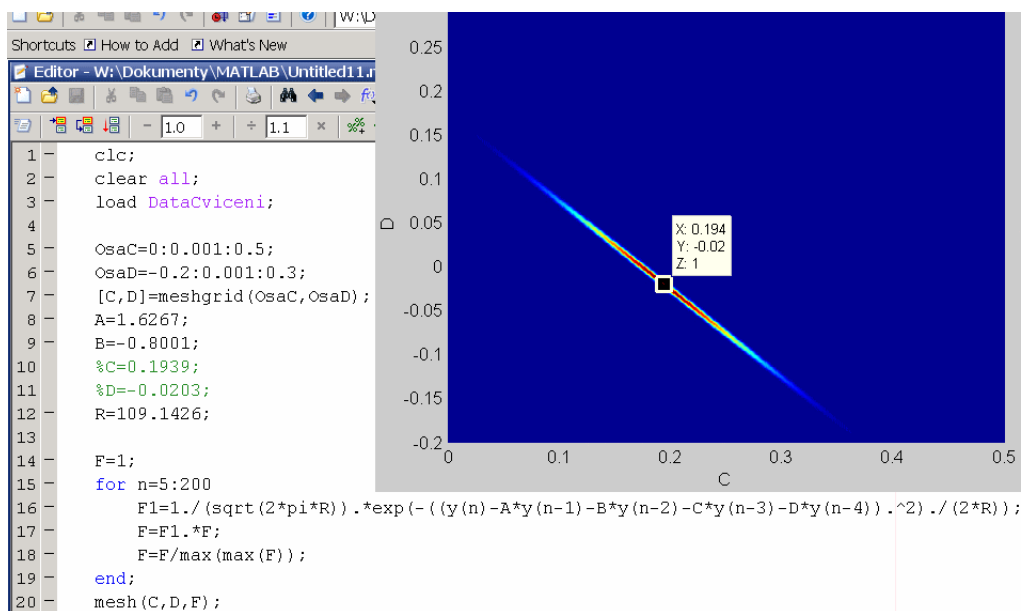 W:\D
Shortcuts How to Add What's New
Editor - W:\Dokumenty\MATLAB\Untitled11.
- 1.0 + ÷ 1.1 ×
1 - clc;
2 - clear all;
3 - load DataCviceni;
4
5 - OsaC=0:0.001:0.5;
6 - OsaD=-0.2:0.001:0.3;
7 - [C,D]=meshgrid(OsaC,OsaD);
8 - A=1.6267;
9 - B=-0.8001;
10 %C=0.1939;
11 %D=-0.0203;
12 - R=109.1426;
13
14 - F=1;
15 - for n=5:200
16 - F1=1./(sqrt(2*pi*R)).*exp(-((y(n)-A*y(n-1)-B*y(n-2)-C*y(n-3)-D*y(n-4)).^2)./(2*R));
17 - F=F1.*F;
18 - F=F/max(max(F));
19 - end;
20 - mesh(C,D,F);
0.25
0.2
0.15
0.1
0.05
0
-0.05
-0.1
-0.15
-0.2
D
X: 0.194
Y: -0.02
Z: 1
0 0.1 0.2 0.3 0.4 0.5
C